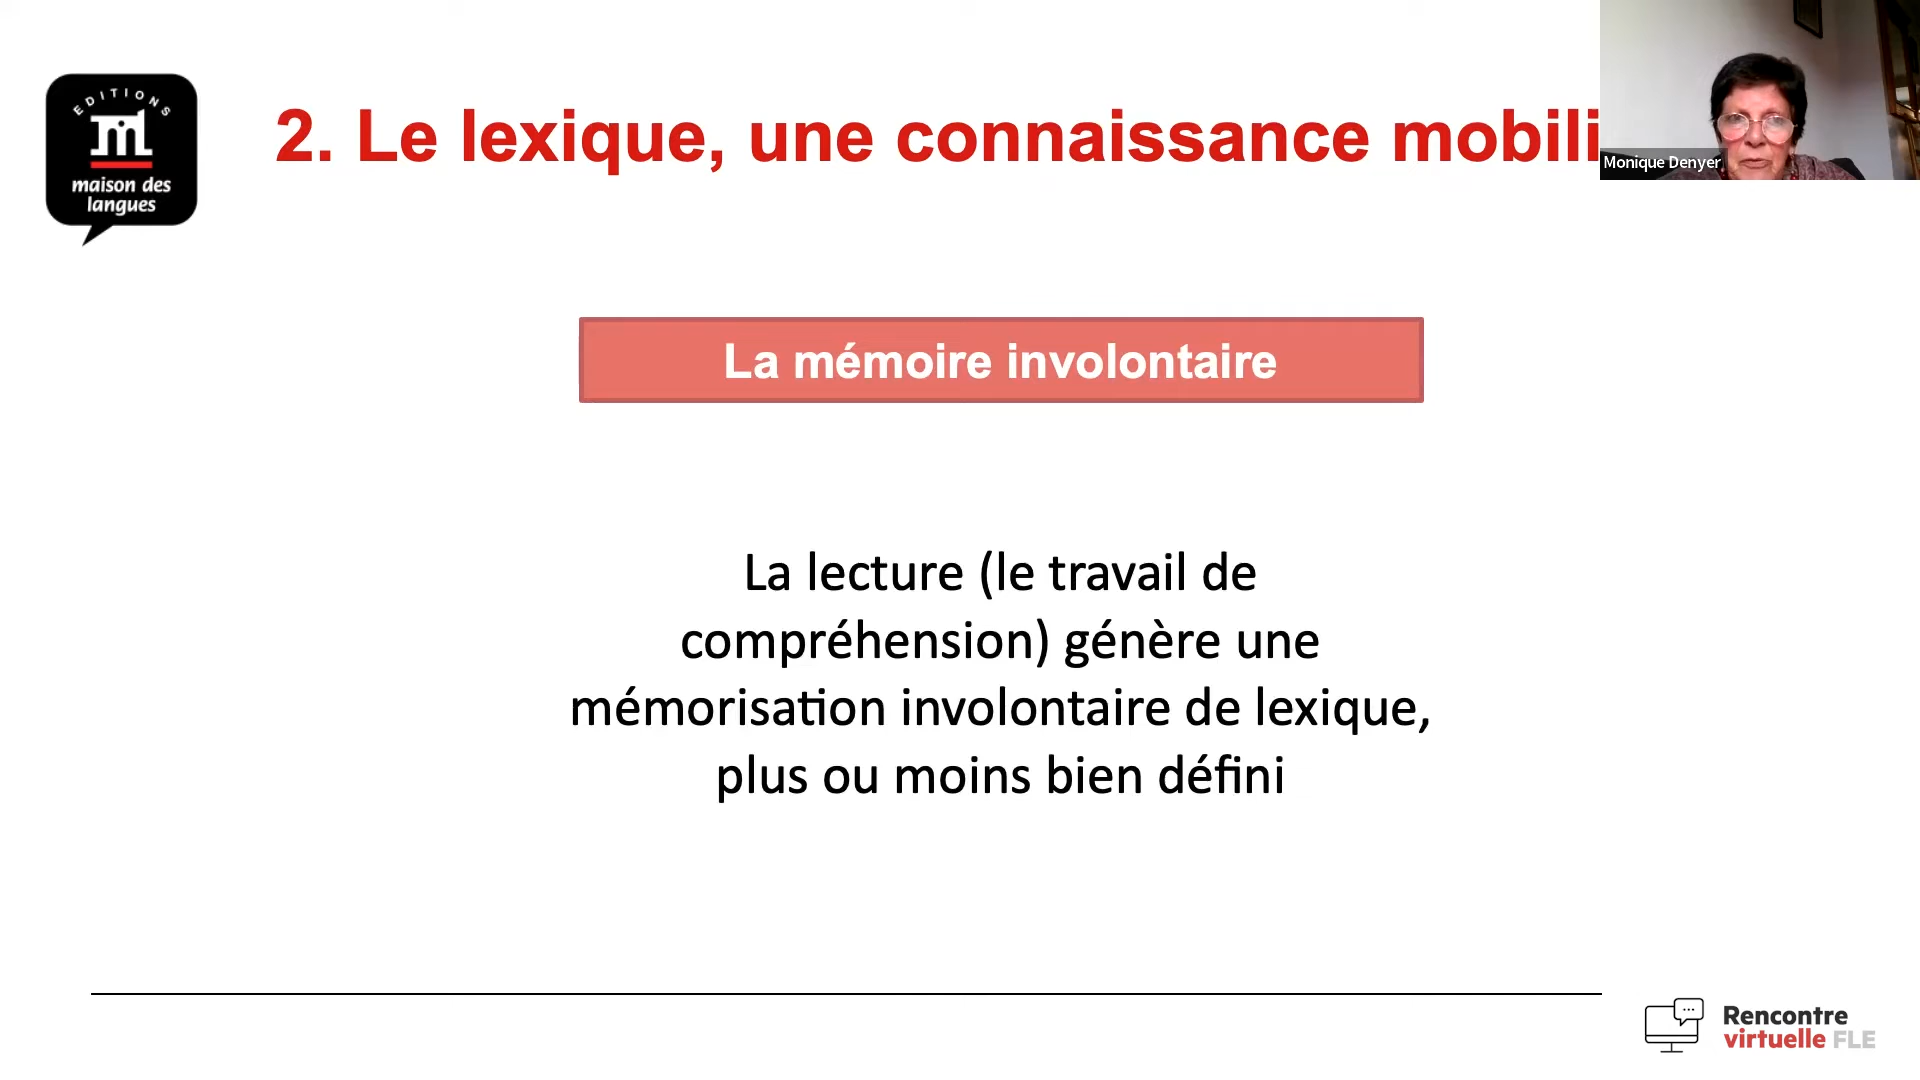 EDITIONS
maison des
langues
2. Le lexique, une connaissance mobili
Monique Denyer
La mémoire involontaire
La lecture (le travail de
compréhension) génère une
mémorisation involontaire de lexique,
plus ou moins bien défini
Rencontre
virtuelle FLE